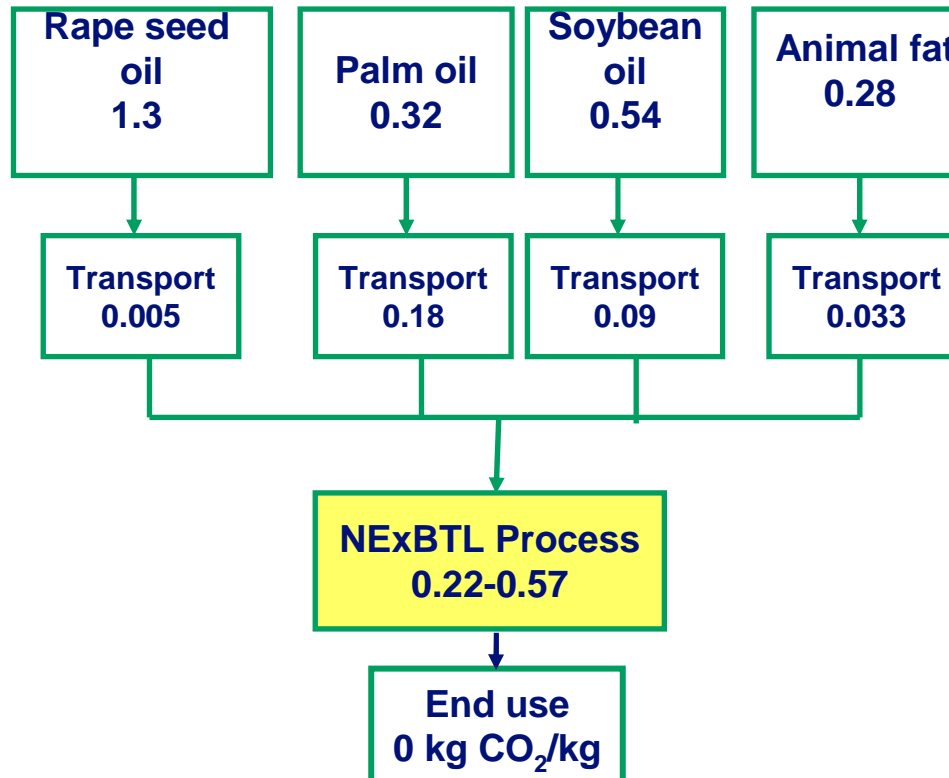 Rape seed
oil
1.3
Palm oil
0.32
Soybean
oil
0.54
Animal fat
0.28
Transport
0.005
Transport
0.18
Transport
0.09
Transport
0.033
NExBTL Process
0.22-0.57
End use
0 kg CO₂/kg